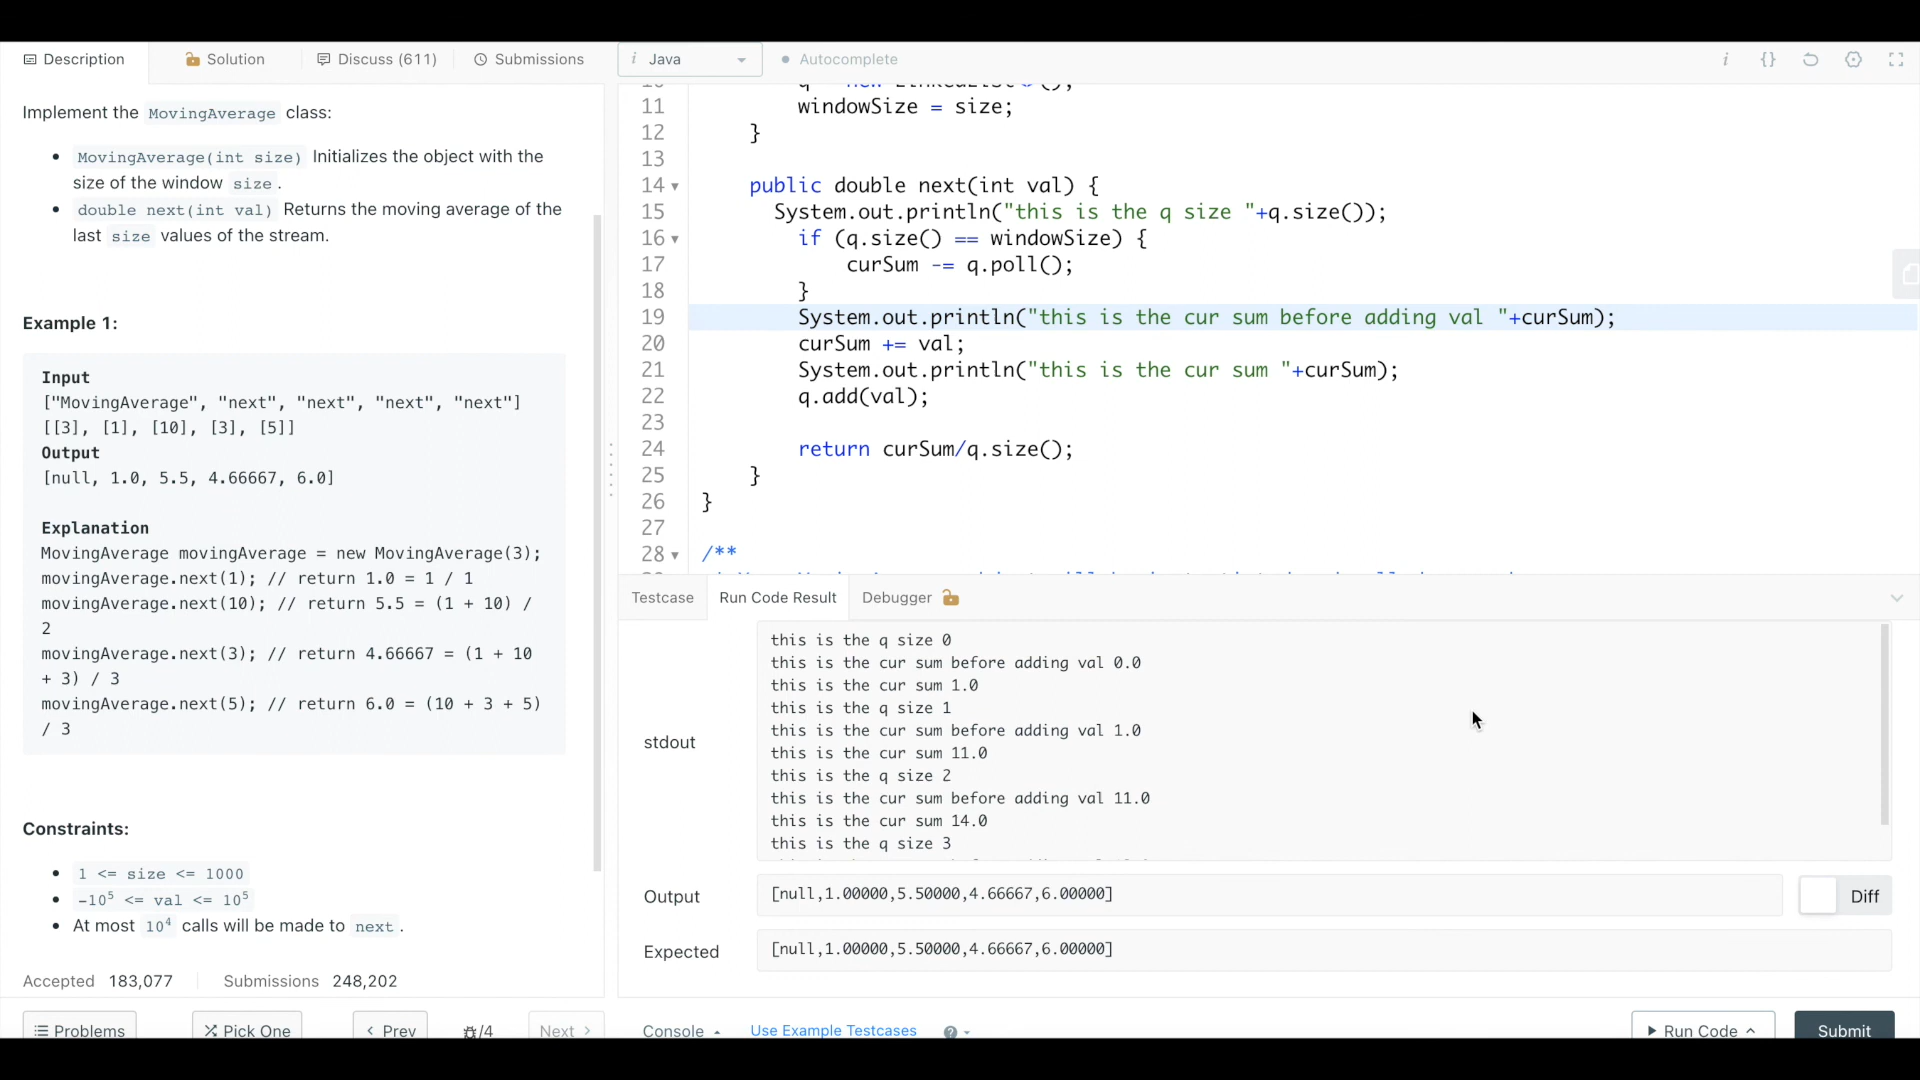 Description
Solution
Discuss (611)
Submissions
i Java
Autocomplete
Implement the MovingAverage class:
MovingAverage(int size) Initializes the object with the
size of the window size.
double next(int val) Returns the moving average of the
last size values of the stream.
Example 1:
Input
["MovingAverage", "next", "next", "next", "next"]
[[3], [1], [10], [3], [5]]
Output
[null, 1.0, 5.5, 4.66667, 6.0]
Explanation
MovingAverage movingAverage = new MovingAverage(3);
movingAverage.next(1); // return 1.0 = 1 / 1
movingAverage.next(10); // return 5.5 = (1 + 10) /
2
movingAverage.next(3); // return 4.66667 = (1 + 10
+ 3) / 3
movingAverage.next(5); // return 6.0 = (10 + 3 + 5)
/ 3
Constraints:
1 <= size <= 1000
-10⁵ <= val <= 10⁵
At most 10⁴ calls will be made to next.
Accepted 183,077
Submissions 248,202
Problems
Pick One
< Prev
/4
Next >
11 windowSize = size;
12 }
13
14 public double next(int val) {
15 System.out.println("this is the q size "+q.size());
16 if (q.size() == windowSize) {
17 curSum -= q.poll();
18 }
19 System.out.println("this is the cur sum before adding val "+curSum);
20 curSum += val;
21 System.out.println("this is the cur sum "+curSum);
22 q.add(val);
23
24 return curSum/q.size();
25 }
26 }
27
28 /**
Testcase
Run Code Result
Debugger
stdout
this is the q size 0
this is the cur sum before adding val 0.0
this is the cur sum 1.0
this is the q size 1
this is the cur sum before adding val 1.0
this is the cur sum 11.0
this is the q size 2
this is the cur sum before adding val 11.0
this is the cur sum 14.0
this is the q size 3
Output
[null,1.00000,5.50000,4.66667,6.00000]
Diff
Expected
[null,1.00000,5.50000,4.66667,6.00000]
Console
Use Example Testcases
Run Code
Submit